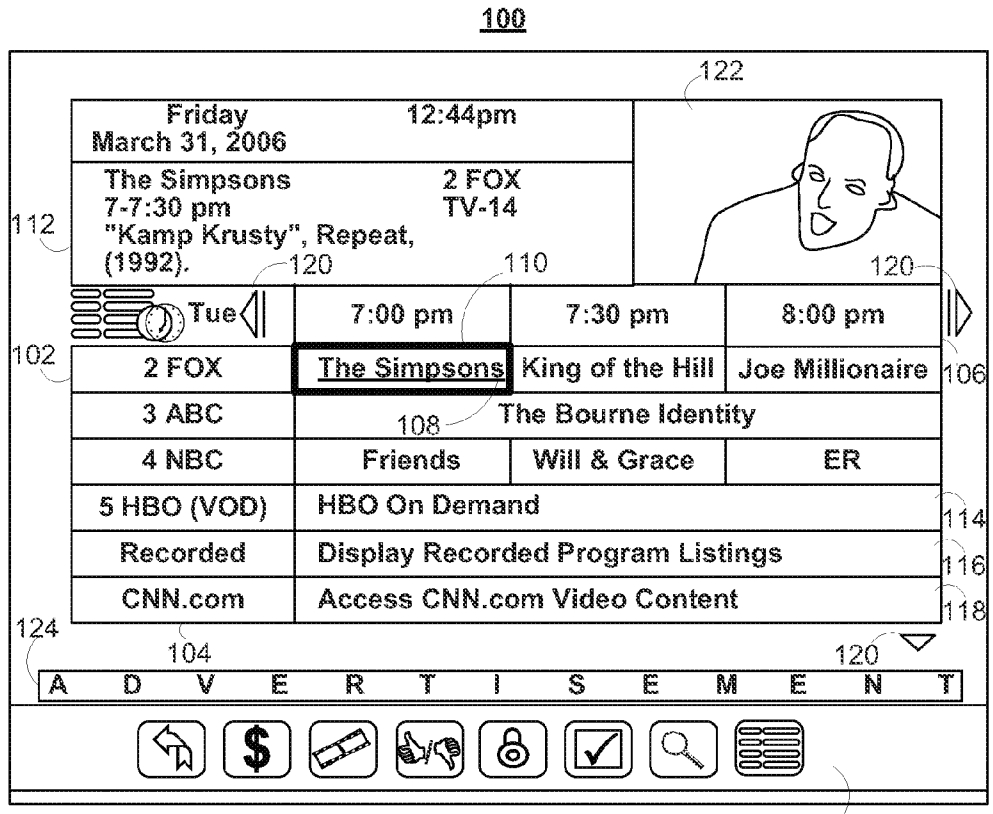 100
122
Friday 12:44pm
March 31, 2006
The Simpsons 2 FOX
7-7:30 pm TV-14
"Kamp Krusty", Repeat,
(1992).
112
120
110
120
Tue 7:00 pm 7:30 pm 8:00 pm
102
106
2 FOX The Simpsons King of the Hill Joe Millionaire
3 ABC The Bourne Identity
108
4 NBC Friends Will & Grace ER
5 HBO (VOD) HBO On Demand
114
Recorded Display Recorded Program Listings
116
CNN.com Access CNN.com Video Content
118
124
104
120
A D V E R T I S E M E N T
$